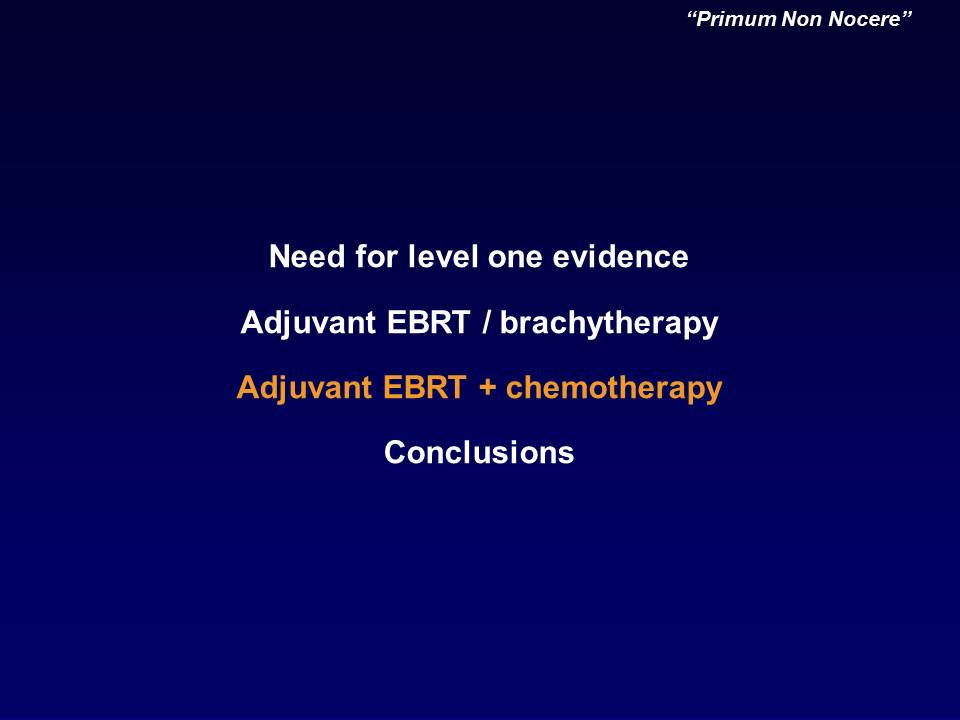 “Primum Non Nocere”
Need for level one evidence
Adjuvant EBRT / brachytherapy
Adjuvant EBRT + chemotherapy
Conclusions